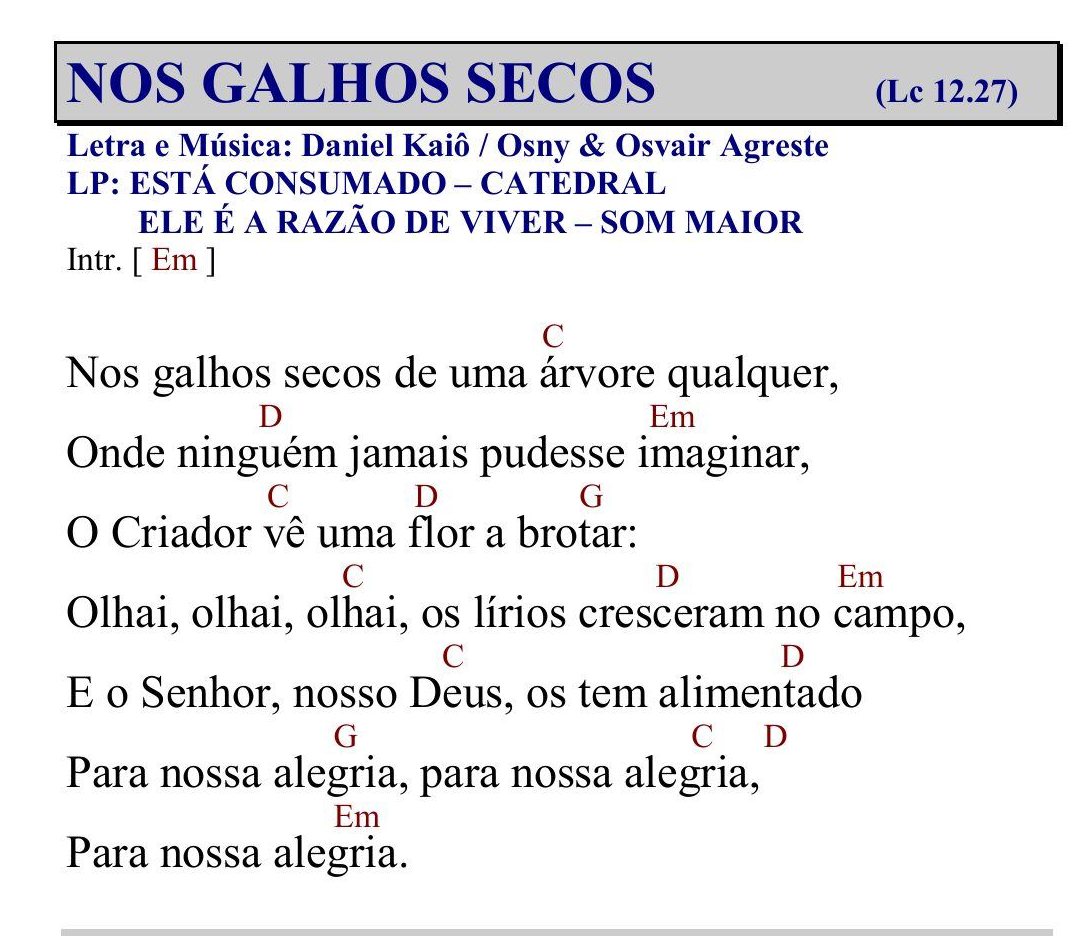 NOS GALHOS SECOS (Lc 12.27)
Letra e Música: Daniel Kaiô / Osny & Osvair Agreste
LP: ESTÁ CONSUMADO – CATEDRAL
ELE É A RAZÃO DE VIVER – SOM MAIOR
Intr. [ Em ]
C
Nos galhos secos de uma árvore qualquer,
D Em
Onde ninguém jamais pudesse imaginar,
C D G
O Criador vê uma flor a brotar:
C D Em
Olhai, olhai, olhai, os lírios cresceram no campo,
C D
E o Senhor, nosso Deus, os tem alimentado
G C D
Para nossa alegria, para nossa alegria,
Em
Para nossa alegria.